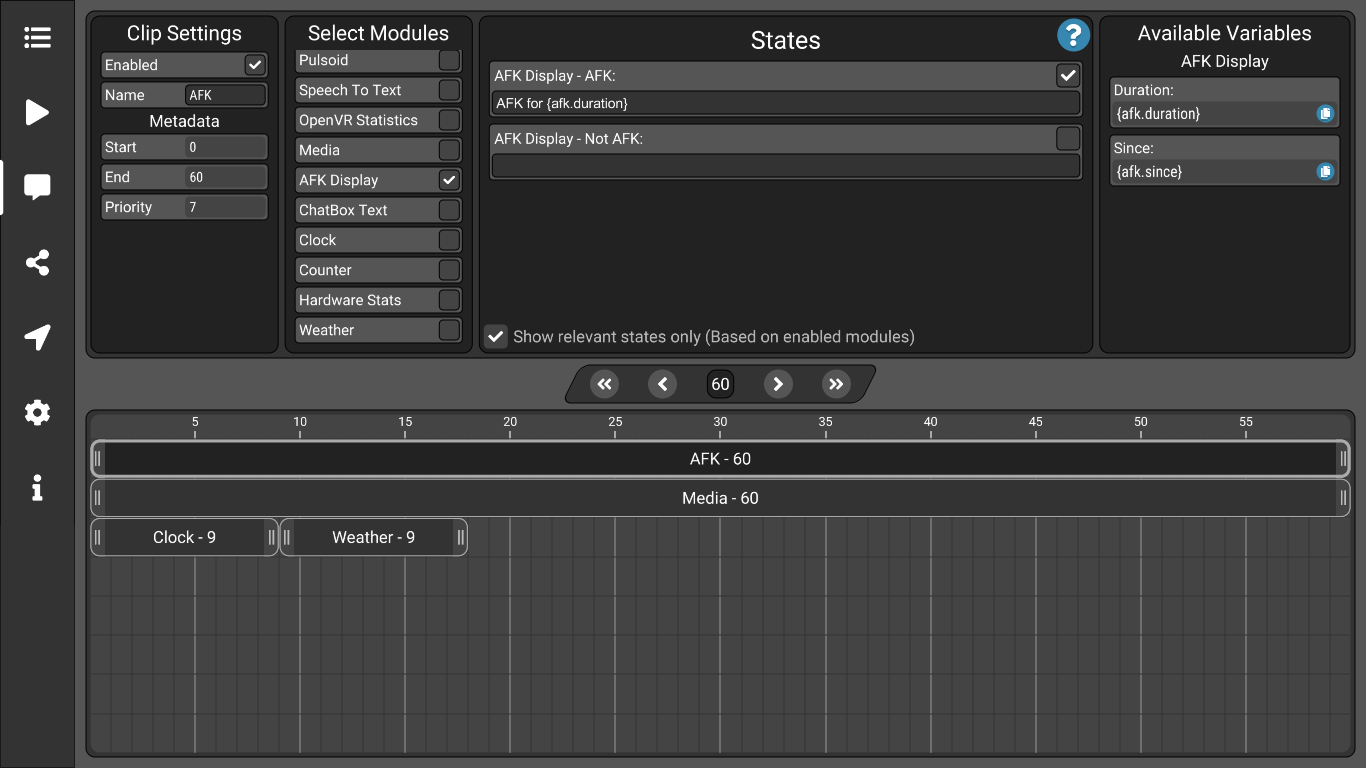 Clip Settings
Enabled
Name AFK
Metadata
Start 0
End 60
Priority 7
Select Modules
Pulsoid
Speech To Text
OpenVR Statistics
Media
AFK Display
ChatBox Text
Clock
Counter
Hardware Stats
Weather
States
?
AFK Display - AFK:
AFK for {afk.duration}
AFK Display - Not AFK:
Show relevant states only (Based on enabled modules)
Available Variables
AFK Display
Duration:
{afk.duration}
Since:
{afk.since}
60
5 10 15 20 25 30 35 40 45 50 55
AFK - 60
Media - 60
Clock - 9 Weather - 9